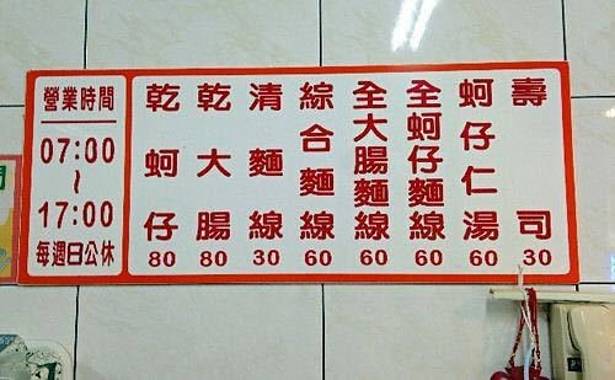 壽司 30
蚵仔仁湯 60
全蚵仔麵線 60
全大腸麵線 60
綜合麵線 60
清麵線 30
乾大腸 80
乾蚵仔 80
營業時間
07:00
~
17:00
每週日公休